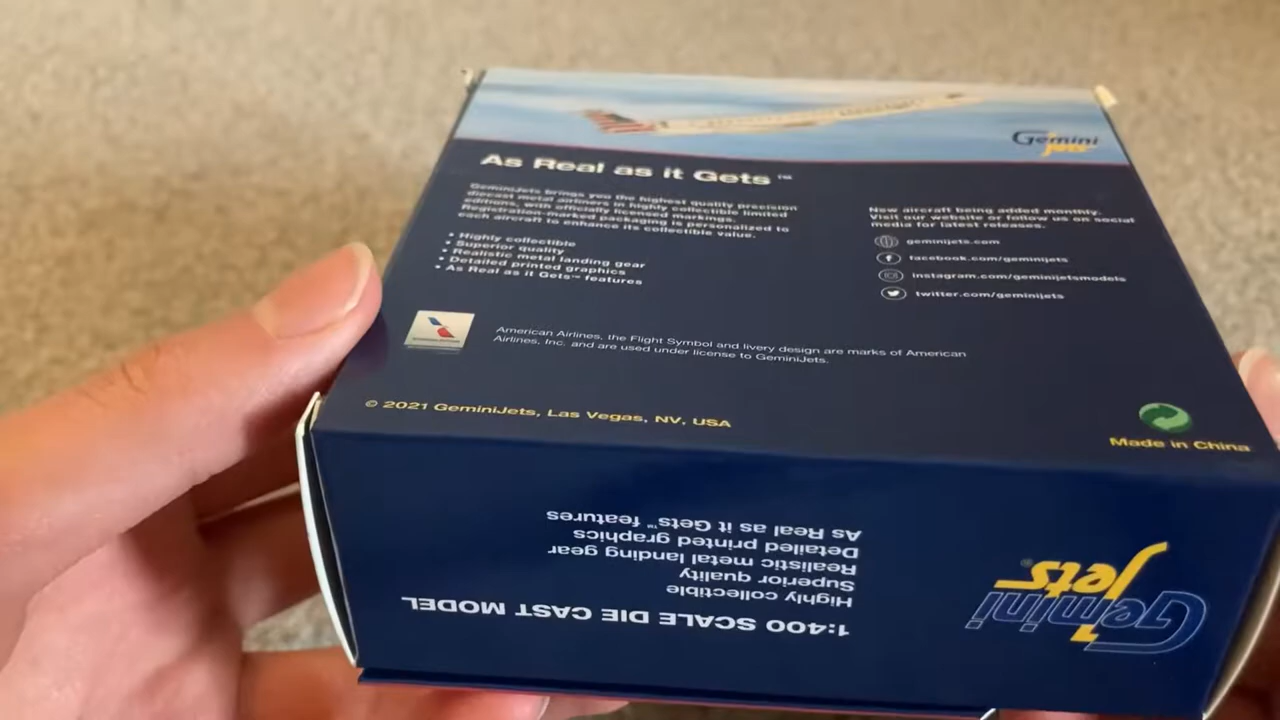 Gemini
Jets
As Real as it Gets™
GeminiJets brings you the highest quality precision
diecast metal airliners in highly collectible limited
editions, with officially licensed markings.
Registration-marked packaging is personalized to
each aircraft to enhance its collectible value.
• Highly collectible
• Superior quality
• Realistic metal landing gear
• Detailed printed graphics
• As Real as it Gets™ features
New aircraft being added monthly.
Visit our website or follow us on social
media for latest releases.
geminijets.com
facebook.com/geminijets
instagram.com/geminijetsmodels
twitter.com/geminijets
American Airlines, the Flight Symbol and livery design are marks of American
Airlines, Inc. and are used under license to GeminiJets.
© 2021 GeminiJets, Las Vegas, NV, USA
Made in China
1:400 SCALE DIE CAST MODEL
Highly collectible
Superior quality
Realistic metal landing gear
Detailed printed graphics
As Real as it Gets™ features
Gemini
Jets®